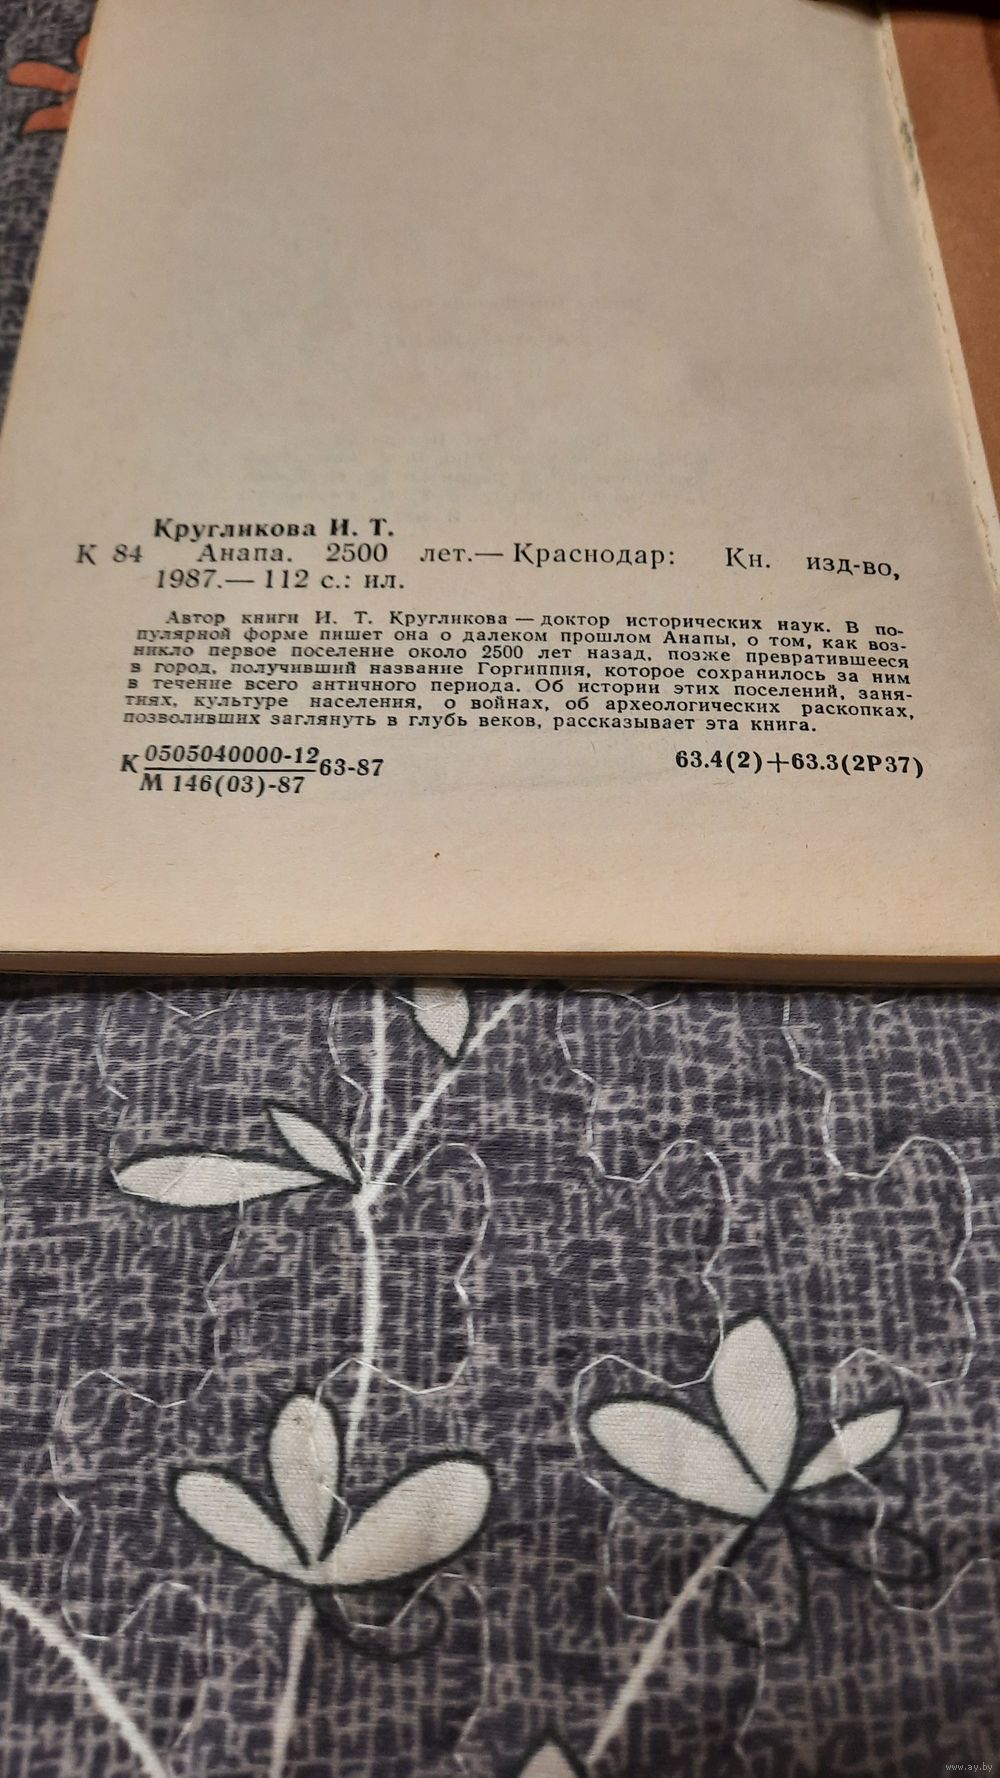 Кругликова И. Т.
К 84 Анапа. 2500 лет.— Краснодар: Кн. изд-во,
1987.— 112 с.: ил.
Автор книги И. Т. Кругликова — доктор исторических наук. В по-
пулярной форме пишет она о далеком прошлом Анапы, о том, как воз-
никло первое поселение около 2500 лет назад, позже превратившееся
в город, получивший название Горгиппия, которое сохранилось за ним
в течение всего античного периода. Об истории этих поселений, заня-
тиях, культуре населения, о войнах, об археологических раскопках,
позволивших заглянуть в глубь веков, рассказывает эта книга.
К 0505040000-12 63-87 63.4(2)+63.3(2Р37)
М 146(03)-87
www.ay.by